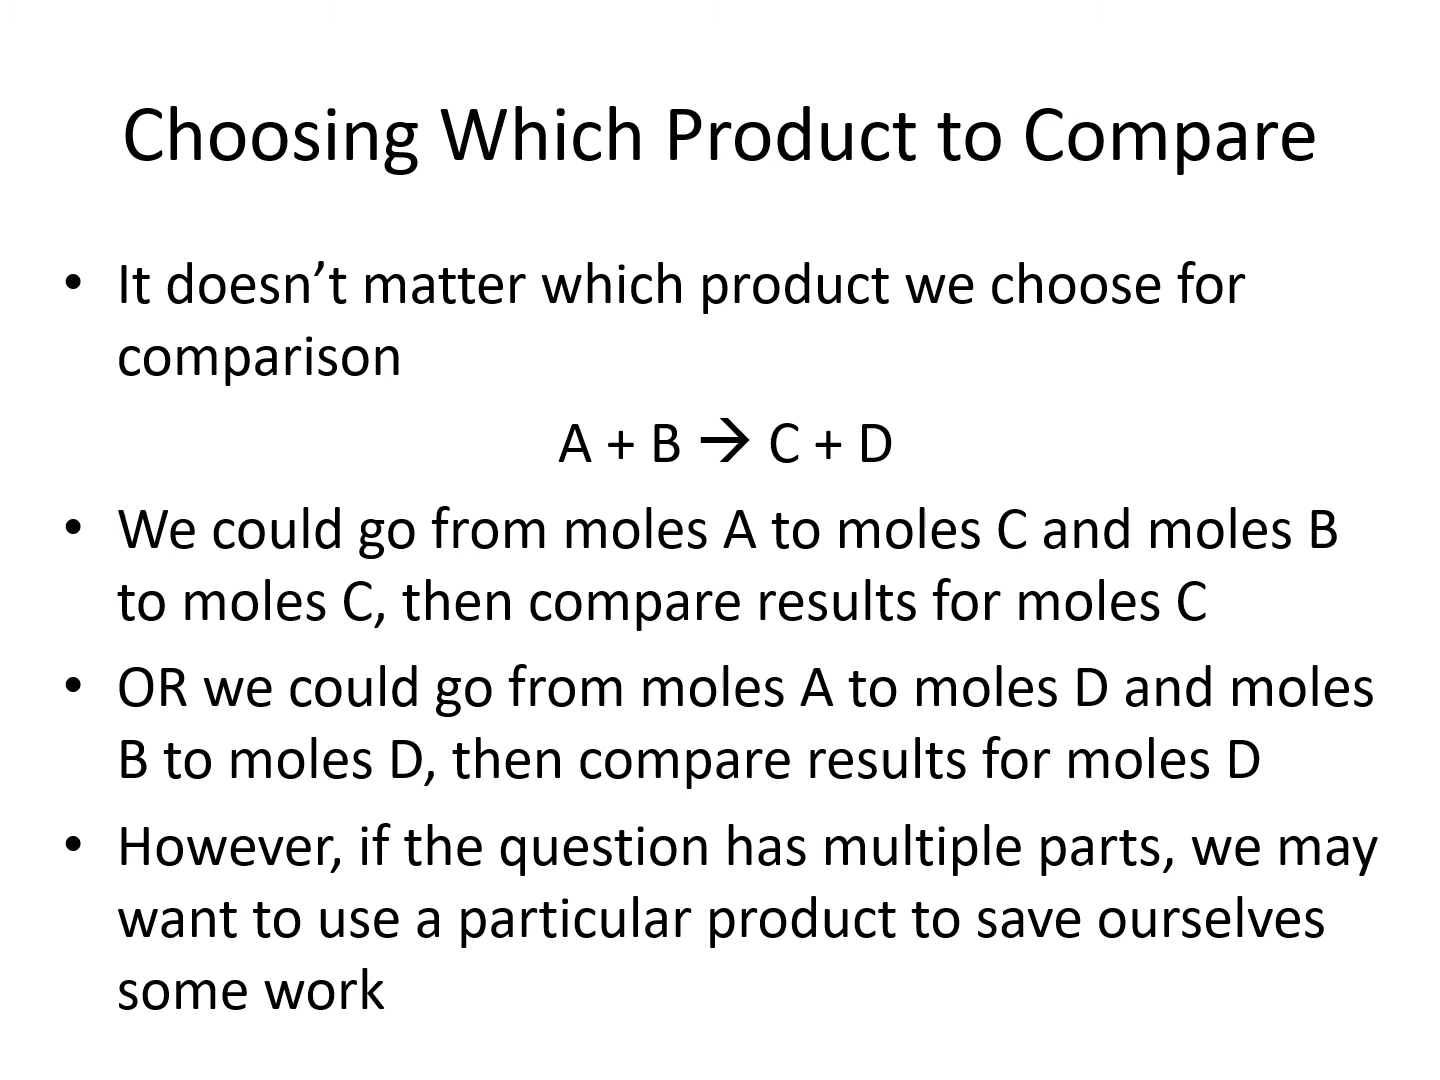 Choosing Which Product to Compare
• It doesn’t matter which product we choose for
comparison
A + B → C + D
• We could go from moles A to moles C and moles B
to moles C, then compare results for moles C
• OR we could go from moles A to moles D and moles
B to moles D, then compare results for moles D
• However, if the question has multiple parts, we may
want to use a particular product to save ourselves
some work